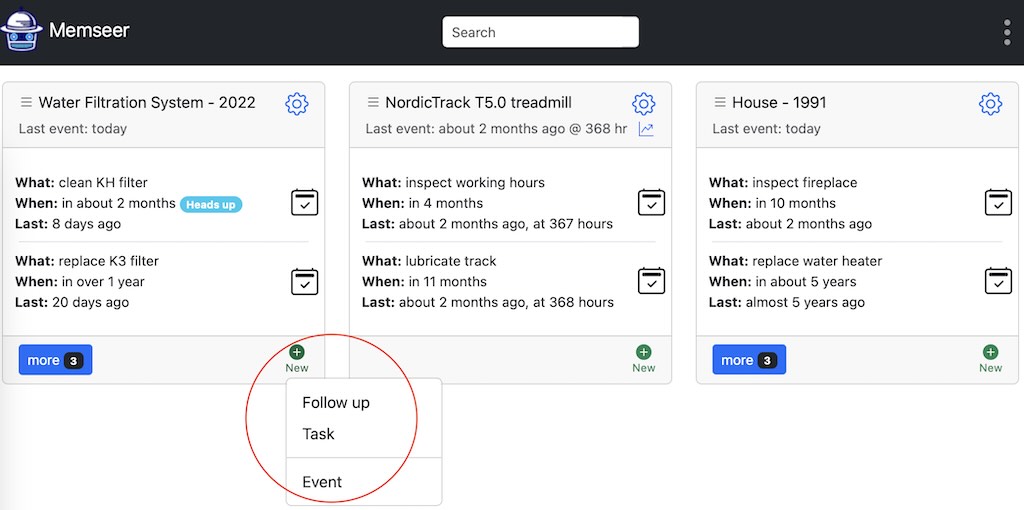 Memseer
Search
Water Filtration System - 2022
Last event: today
What: clean KH filter
When: in about 2 months Heads up
Last: 8 days ago
What: replace K3 filter
When: in over 1 year
Last: 20 days ago
more 3
New
Follow up
Task
Event
NordicTrack T5.0 treadmill
Last event: about 2 months ago @ 368 hr
What: inspect working hours
When: in 4 months
Last: about 2 months ago, at 367 hours
What: lubricate track
When: in 11 months
Last: about 2 months ago, at 368 hours
New
House - 1991
Last event: today
What: inspect fireplace
When: in 10 months
Last: about 2 months ago
What: replace water heater
When: in about 5 years
Last: almost 5 years ago
more 3
New